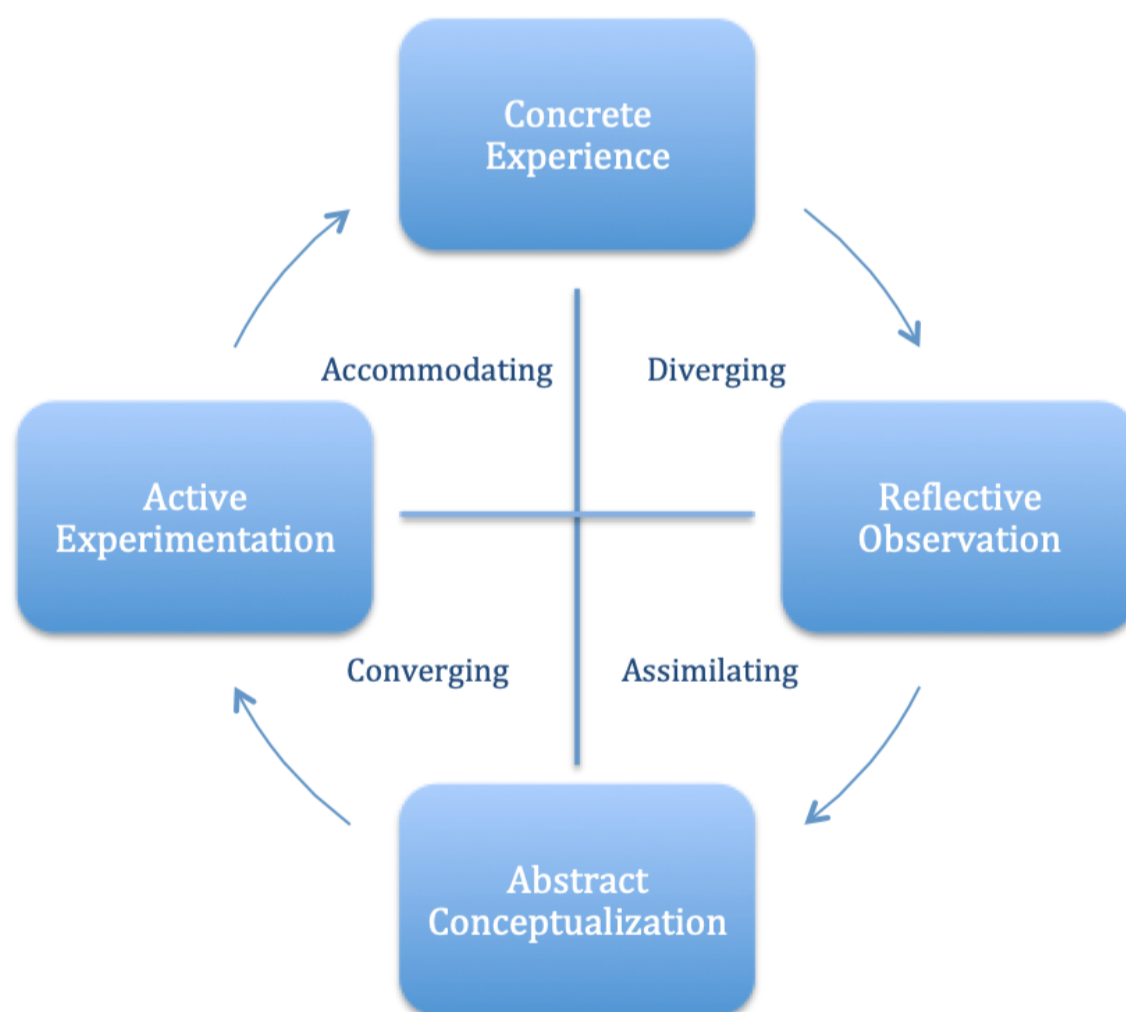 Concrete
Experience
Accommodating
Diverging
Active
Experimentation
Reflective
Observation
Converging
Assimilating
Abstract
Conceptualization